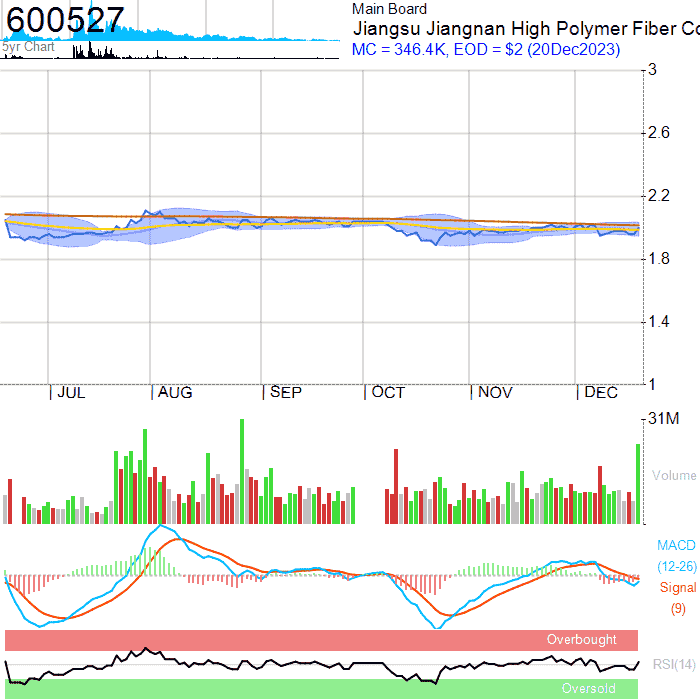 600527
5yr Chart
Main Board
Jiangsu Jiangnan High Polymer Fiber Co
MC = 346.4K, EOD = $2 (20Dec2023)
3
2.6
2.2
1.8
1.4
1
JUL AUG SEP OCT NOV DEC
31M
Volume
MACD
(12-26)
Signal
(9)
Overbought
RSI(14)
Oversold